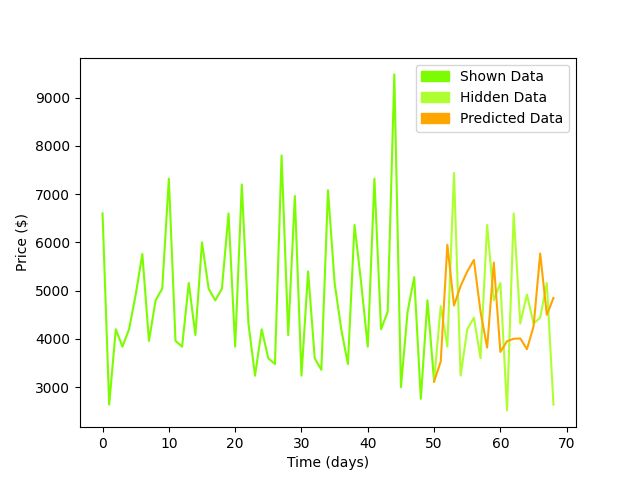 Shown Data
Hidden Data
Predicted Data
9000
8000
7000
6000
5000
4000
3000
Price ($)
0 10 20 30 40 50 60 70
Time (days)